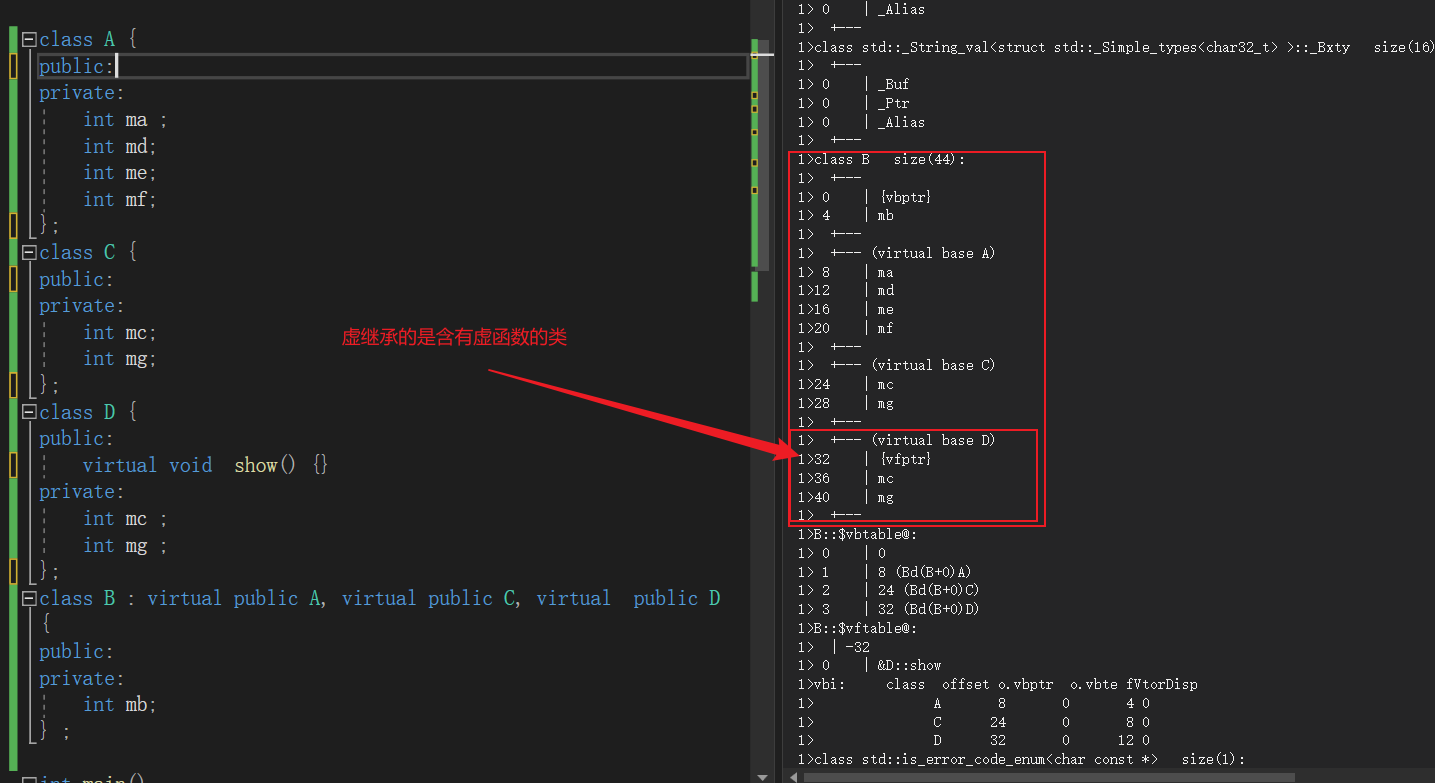 class A {
public:
private:
int ma ;
int md;
int me;
int mf;
};
class C {
public:
private:
int mc;
int mg;
};
class D {
public:
virtual void  show() {}
private:
int mc ;
int mg ;
};
class B : virtual public A, virtual public C, virtual  public D
{
public:
private:
int mb;
} ;
int main()
虚继承的是含有虚函数的类
1> 0 | _Alias
1> +---
1>class std::_String_val<struct std::_Simple_types<char32_t> >::_Bxty size(16)
1> +---
1> 0 | _Buf
1> 0 | _Ptr
1> 0 | _Alias
1> +---
1>class B size(44):
1> +---
1> 0 | {vbptr}
1> 4 | mb
1> +---
1> +--- (virtual base A)
1> 8 | ma
1>12 | md
1>16 | me
1>20 | mf
1> +---
1> +--- (virtual base C)
1>24 | mc
1>28 | mg
1> +---
1> +--- (virtual base D)
1>32 | {vfptr}
1>36 | mc
1>40 | mg
1> +---
1>B::$vbtable@:
1> 0 | 0
1> 1 | 8 (Bd(B+0)A)
1> 2 | 24 (Bd(B+0)C)
1> 3 | 32 (Bd(B+0)D)
1>B::$vftable@:
1> | -32
1> 0 | &D::show
1>vbi: class offset o.vbptr o.vbte fVtorDisp
1> A 8 0 4 0
1> C 24 0 8 0
1> D 32 0 12 0
1>class std::is_error_code_enum<char const *> size(1):